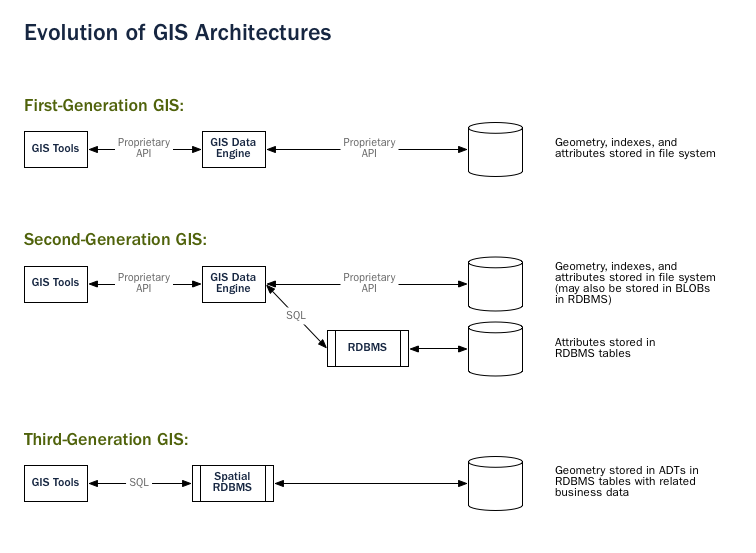 Evolution of GIS Architectures
First-Generation GIS:
GIS Tools
Proprietary
API
GIS Data
Engine
Proprietary
API
Geometry, indexes, and
attributes stored in file system
Second-Generation GIS:
GIS Tools
Proprietary
API
GIS Data
Engine
Proprietary
API
Geometry, indexes, and
attributes stored in file system
(may also be stored in BLOBs
in RDBMS)
SQL
RDBMS
Attributes stored in
RDBMS tables
Third-Generation GIS:
GIS Tools
SQL
Spatial
RDBMS
Geometry stored in ADTs in
RDBMS tables with related
business data